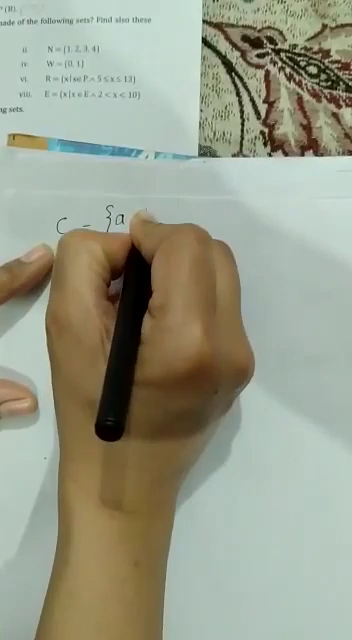 (B).
made of the following sets? Find also these
ii. N = {1, 2, 3, 4}
iv. W = {0, 1}
vi. R = {x | x∈P ∧ 5 ≤ x ≤ 13}
viii. E = {x | x ∈ E ∧ 2 < x < 10}
ng sets.
C = {a